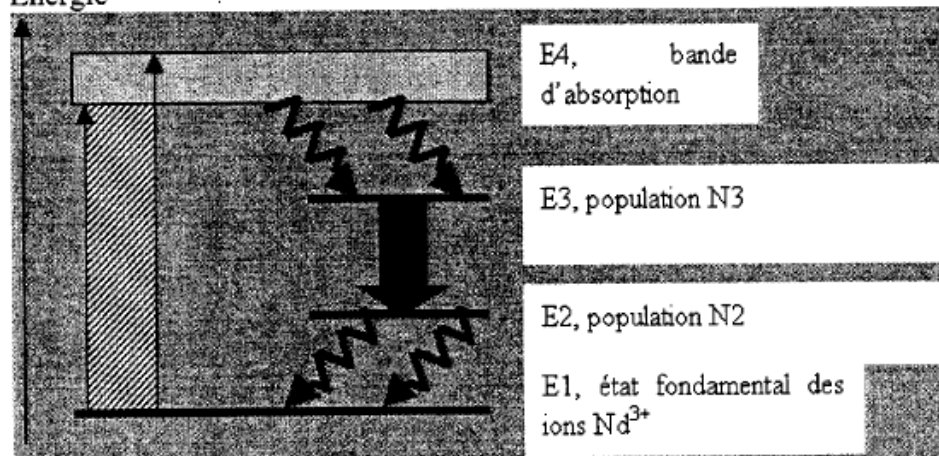 Energie
E4, bande
d'absorption
E3, population N3
E2, population N2
E1, état fondamental des
ions Nd3+